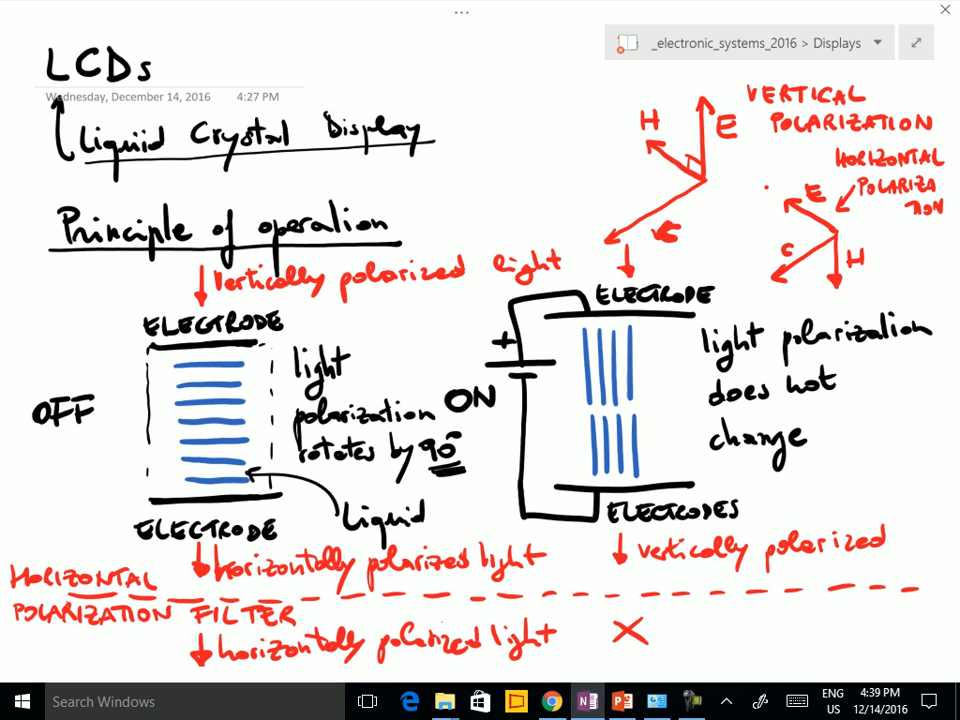 _electronic_systems_2016 > Displays
LCDs
Wednesday, December 14, 2016 4:27 PM
Liquid Crystal Display
H
E
VERTICAL
POLARIZATION
HORIZONTAL
POLARIZA
TION
E
H
Principle of operation
vertically polarized light
ELECTRODE
OFF
light
polarization
rotates by 90°
Liquid
ELECTRODE
ELECTRODE
+
ON
light polarization
does not
change
ELECTRODES
horizontally polarized light
vertically polarized
HORIZONTAL
POLARIZATION FILTER
horizontally polarized light
X
Search Windows
ENG
US
4:39 PM
12/14/2016